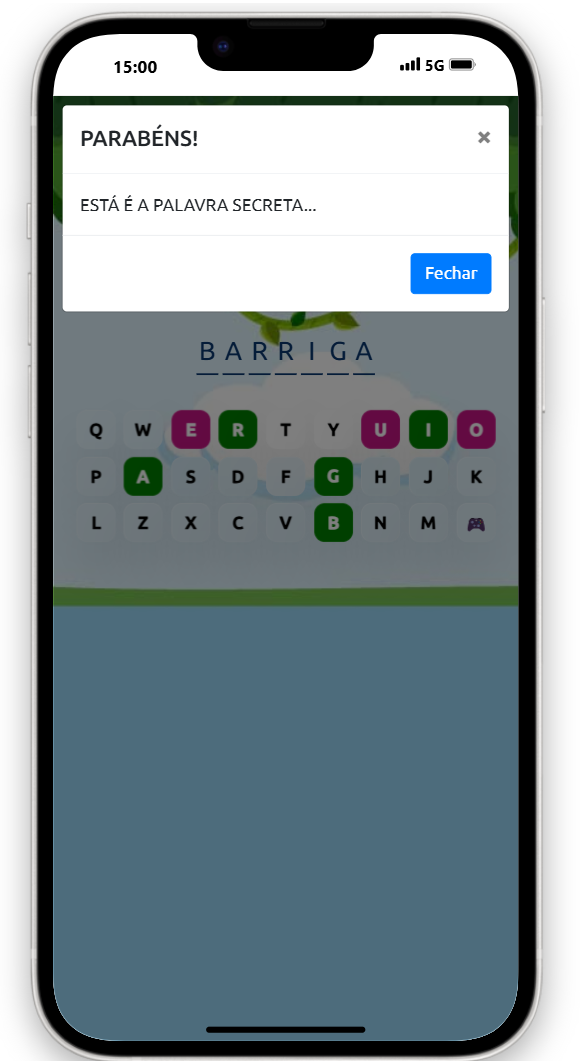 15:00 5G
PARABÉNS! ×
ESTÁ É A PALAVRA SECRETA...
Fechar
B A R R I G A
Q W E R T Y U I O
P A S D F G H J K
L Z X C V B N M 🎮